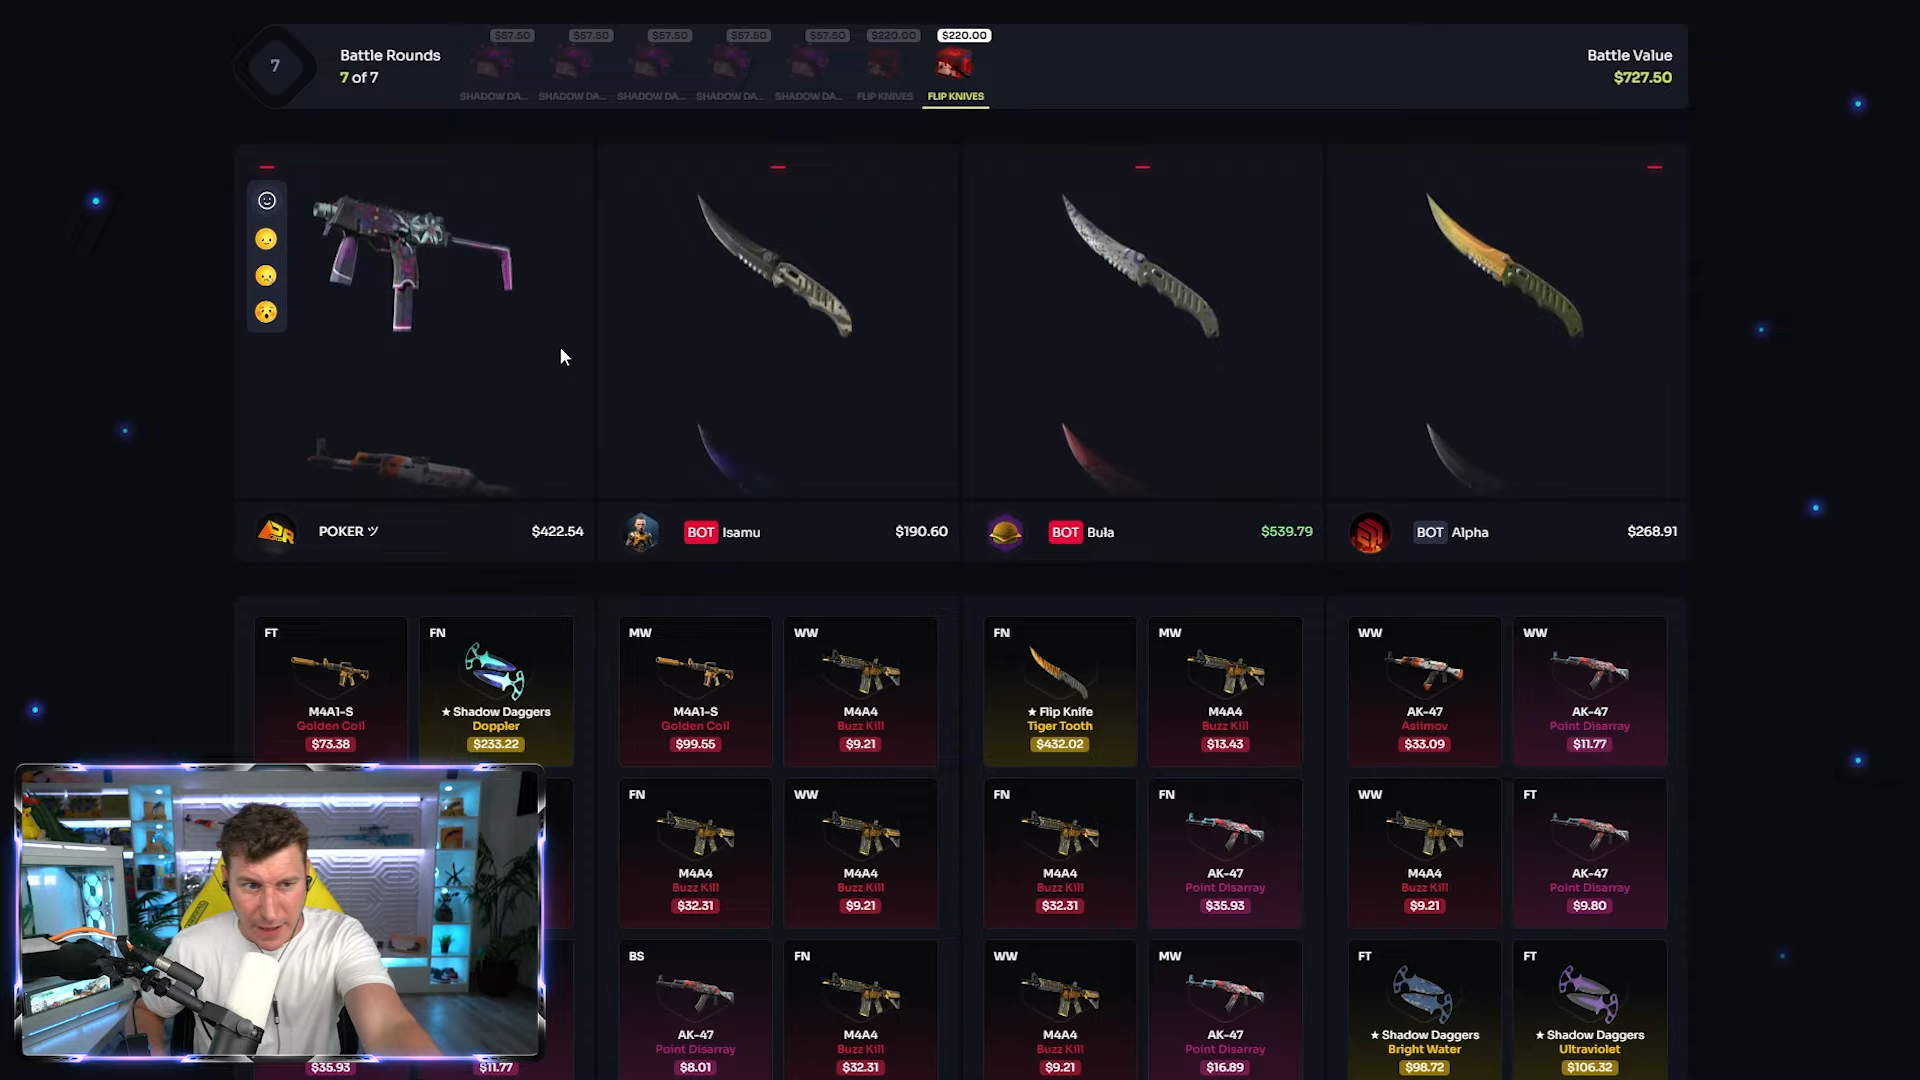 7
Battle Rounds
7 of 7
$57.50
SHADOW DA...
$57.50
SHADOW DA...
$57.50
SHADOW DA...
$57.50
SHADOW DA...
$57.50
SHADOW DA...
$220.00
FLIP KNIVES
$220.00
FLIP KNIVES
Battle Value
$727.50
POKER ツ
$422.54
BOT Isamu
$190.60
BOT Buła
$539.79
BOT Alpha
$268.91
FT
M4A1-S
Golden Coil
$73.38
FN
★ Shadow Daggers
Doppler
$233.22
MW
M4A1-S
Golden Coil
$99.55
WW
M4A4
Buzz Kill
$9.21
FN
★ Flip Knife
Tiger Tooth
$432.02
MW
M4A4
Buzz Kill
$13.43
WW
AK-47
Asiimov
$33.09
WW
AK-47
Point Disarray
$11.77
FN
M4A4
Buzz Kill
$32.31
WW
M4A4
Buzz Kill
$9.21
FN
M4A4
Buzz Kill
$32.31
FN
AK-47
Point Disarray
$35.93
WW
M4A4
Buzz Kill
$9.21
FT
AK-47
Point Disarray
$9.80
$35.93
$11.77
BS
AK-47
Point Disarray
$8.01
FN
M4A4
Buzz Kill
$32.31
WW
M4A4
Buzz Kill
$9.21
MW
AK-47
Point Disarray
$16.89
FT
★ Shadow Daggers
Bright Water
$98.72
FT
★ Shadow Daggers
Ultraviolet
$106.32